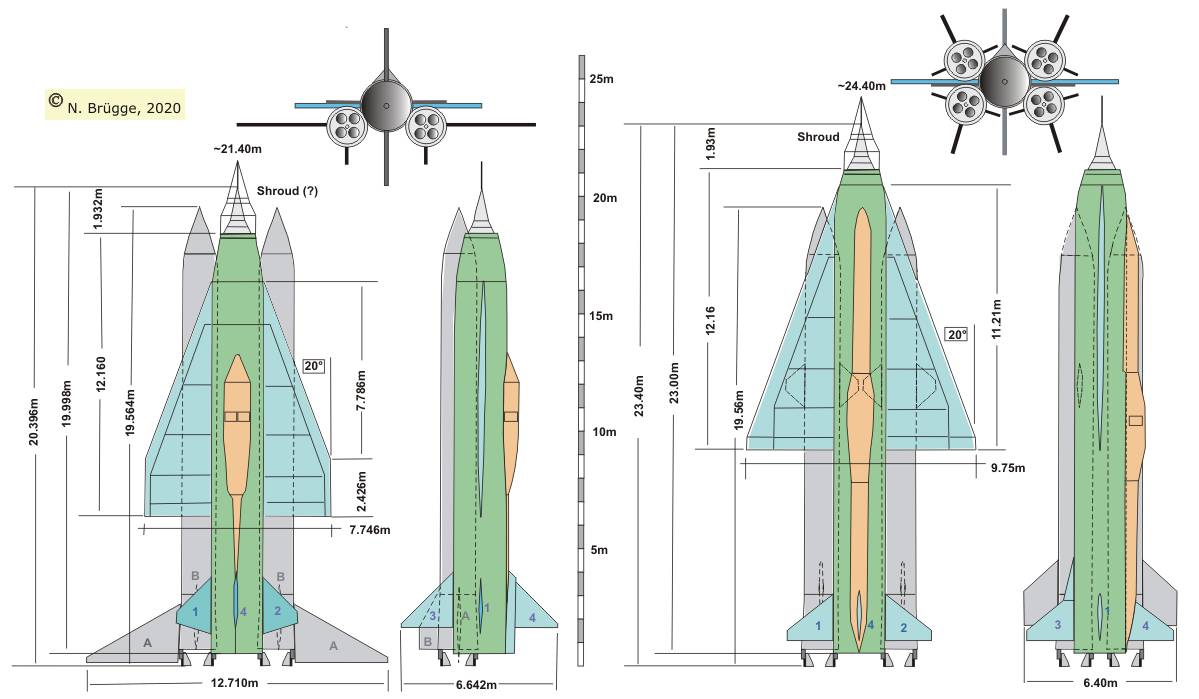 © N. Brügge, 2020
~21.40m
Shroud (?)
1.932m
20.396m
19.998m
12.160
19.564m
20°
7.786m
2.426m
7.746m
B
B
1
4
2
A
A
12.710m
3
A
1
B
4
6.642m
25m
20m
15m
10m
5m
~24.40m
Shroud
1.93m
23.40m
23.00m
12.16
19.56m
20°
11.21m
9.75m
1
4
2
3
1
4
6.40m